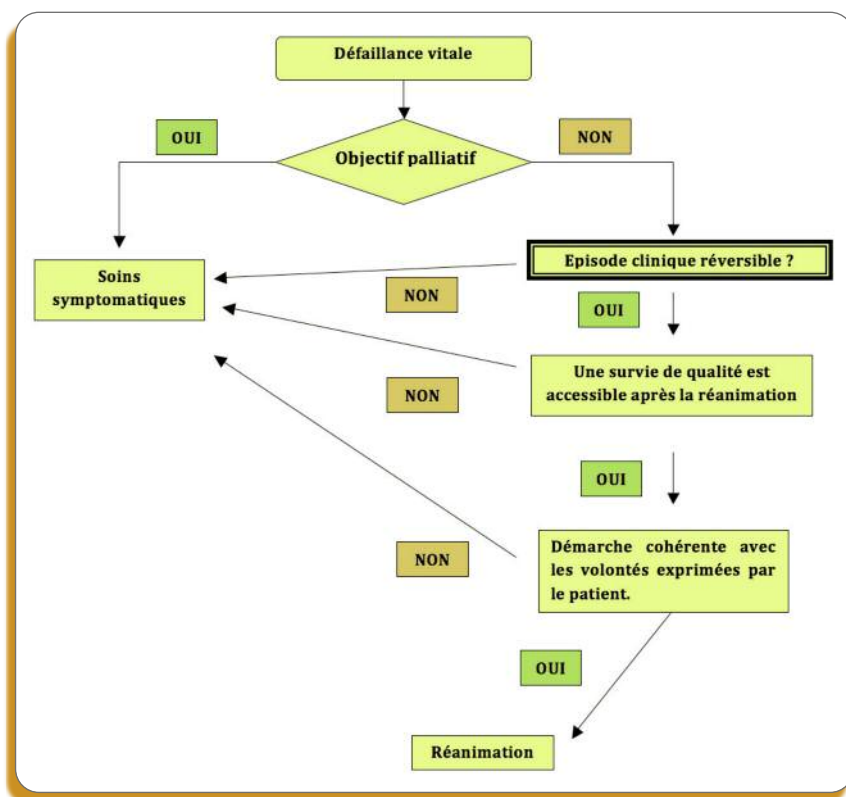 Défaillance vitale
OUI
Objectif palliatif
NON
Soins
symptomatiques
Episode clinique réversible ?
NON
OUI
Une survie de qualité est
accessible après la réanimation
NON
OUI
Démarche cohérente avec
les volontés exprimées par
le patient.
NON
OUI
Réanimation